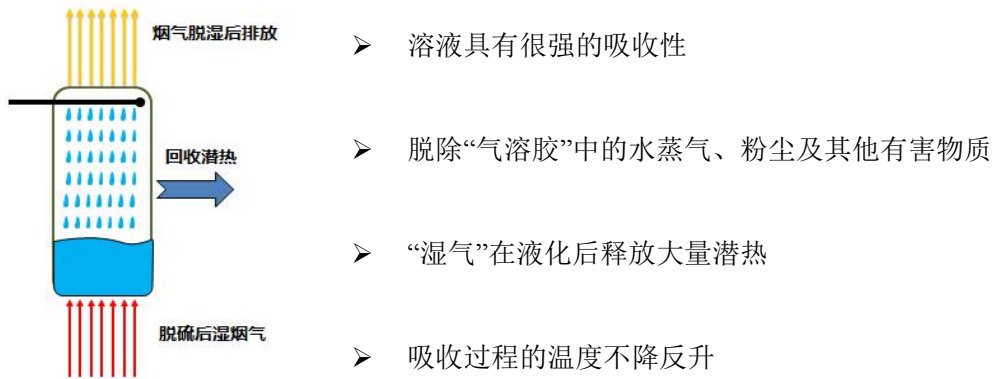 烟气脱湿后排放
回收潜热
脱硫后湿烟气
➢ 溶液具有很强的吸收性
➢ 脱除“气溶胶”中的水蒸气、粉尘及其他有害物质
➢ “湿气”在液化后释放大量潜热
➢ 吸收过程的温度不降反升